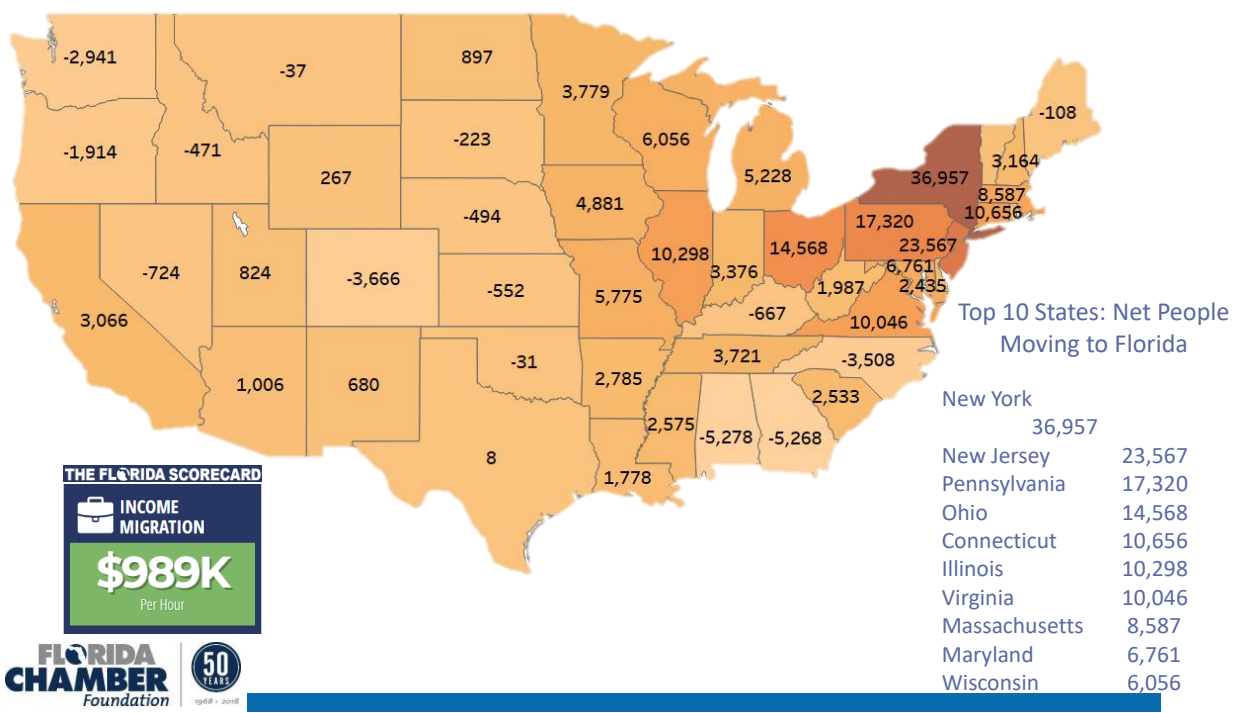 -2,941
-37
897
3,779
-108
-1,914
-471
-223
6,056
3,164
267
5,228
36,957
8,587
-494
4,881
10,656
17,320
-724
824
-3,666
10,298
14,568
23,567
3,376
6,761
-552
5,775
1,987
2,435
3,066
-667
10,046
1,006
680
-31
3,721
-3,508
2,785
2,533
2,575
-5,278
-5,268
8
1,778
Top 10 States: Net People
Moving to Florida
New York
36,957
New Jersey 23,567
Pennsylvania 17,320
Ohio 14,568
Connecticut 10,656
Illinois 10,298
Virginia 10,046
Massachusetts 8,587
Maryland 6,761
Wisconsin 6,056
THE FLORIDA SCORECARD
INCOME
MIGRATION
$989K
Per Hour
FLORIDA
CHAMBER
Foundation
50
YEARS
1968 - 2018